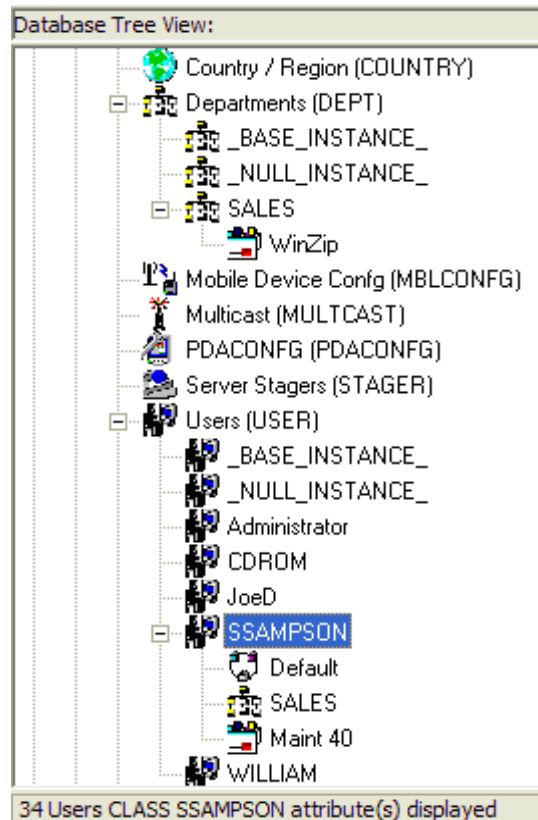 Database Tree View:
Country / Region (COUNTRY)
Departments (DEPT)
_BASE_INSTANCE_
_NULL_INSTANCE_
SALES
WinZip
Mobile Device Confg (MBLCONFG)
Multicast (MULTCAST)
PDACONFG (PDACONFG)
Server Stagers (STAGER)
Users (USER)
_BASE_INSTANCE_
_NULL_INSTANCE_
Administrator
CDROM
JoeD
SSAMPSON
Default
SALES
Maint 40
WILLIAM
34 Users CLASS SSAMPSON attribute(s) displayed